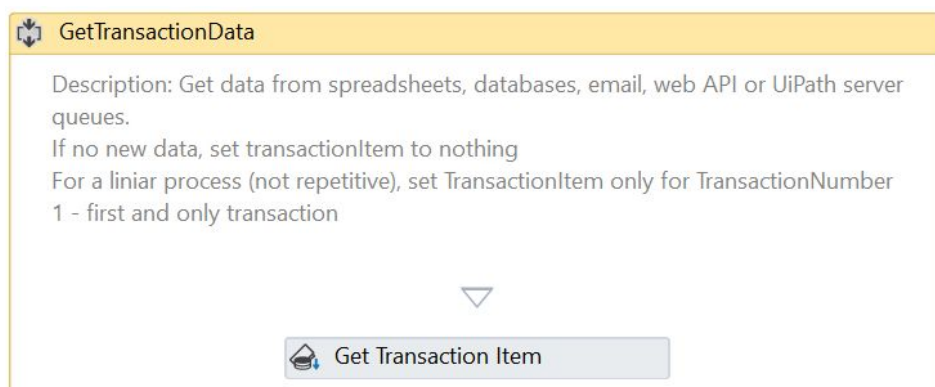 GetTransactionData
Description: Get data from spreadsheets, databases, email, web API or UiPath server
queues.
If no new data, set transactionItem to nothing
For a liniar process (not repetitive), set TransactionItem only for TransactionNumber
1 - first and only transaction
Get Transaction Item